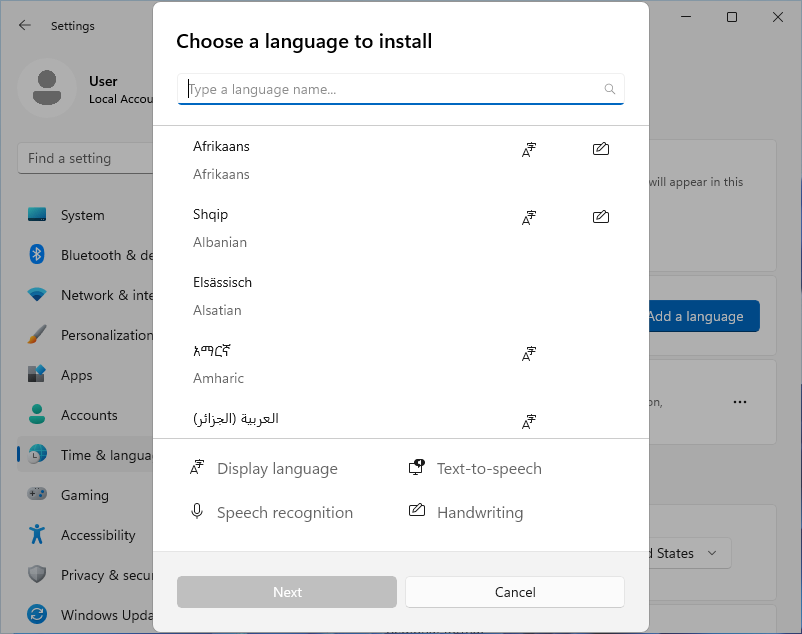 Settings
User
Local Accou
Find a setting
System
Bluetooth & de
Network & inte
Personalization
Apps
Accounts
Time & langua
Gaming
Accessibility
Privacy & secur
Windows Upda
Choose a language to install
Type a language name...
Afrikaans
Afrikaans
Shqip
Albanian
Elsässisch
Alsatian
አማርኛ
Amharic
العربية (الجزائر)
Display language
Text-to-speech
Speech recognition
Handwriting
Next
Cancel
will appear in this
Add a language
on,
d States